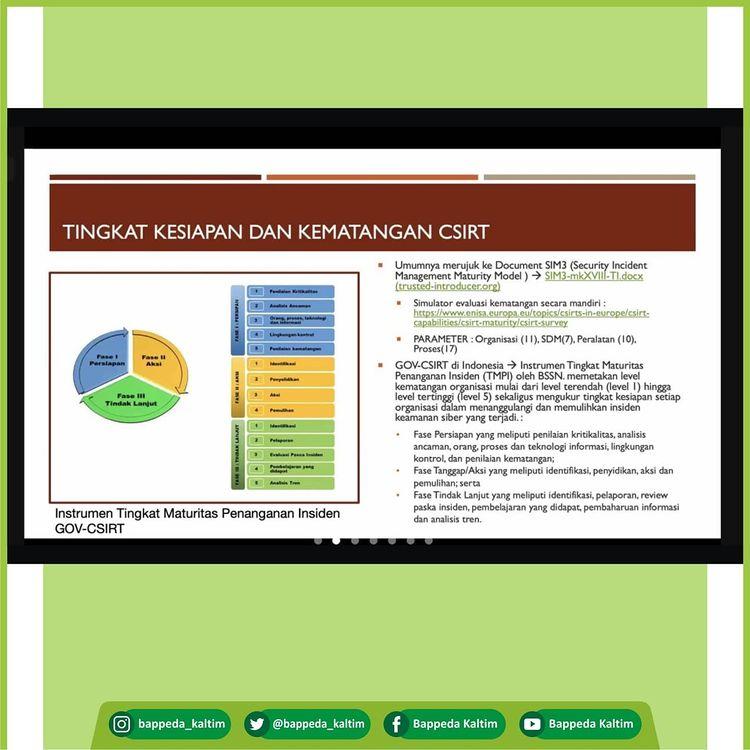 TINGKAT KESIAPAN DAN KEMATANGAN CSIRT
Fase I
Persiapan
Fase II
Aksi
Fase III
Tindak Lanjut
FASE I : PERSIAPAN
1 Penilaian Kritikalitas
2 Analisis Ancaman
3 Orang, proses, teknologi
dan informasi
4 Lingkungan kontrol
5 Penilaian kematangan
FASE II : AKSI
1 Identifikasi
2 Penyelidikan
3 Aksi
4 Pemulihan
FASE III : TINDAK LANJUT
1 Identifikasi
2 Pelaporan
3 Evaluasi Pasca Insiden
4 Pembelajaran yang
didapat
5 Analisis Tren
Instrumen Tingkat Maturitas Penanganan Insiden
GOV-CSIRT
Umumnya merujuk ke Document SIM3 (Security Incident
Management Maturity Model ) → SIM3-mkXVIII-TI.docx
(trusted-introducer.org)
Simulator evaluasi kematangan secara mandiri :
https://www.enisa.europa.eu/topics/csirts-in-europe/csirt-
capabilities/csirt-maturity/csirt-survey
PARAMETER : Organisasi (11), SDM(7), Peralatan (10),
Proses(17)
GOV-CSIRT di Indonesia → Instrumen Tingkat Maturitas
Penanganan Insiden (TMPI) oleh BSSN. memetakan level
kematangan organisasi mulai dari level terendah (level 1) hingga
level tertinggi (level 5) sekaligus mengukur tingkat kesiapan setiap
organisasi dalam menanggulangi dan memulihkan insiden
keamanan siber yang terjadi. :
Fase Persiapan yang meliputi penilaian kritikalitas, analisis
ancaman, orang, proses dan teknologi informasi, lingkungan
kontrol, dan penilaian kematangan;
Fase Tanggap/Aksi yang meliputi identifikasi, penyidikan, aksi dan
pemulihan; serta
Fase Tindak Lanjut yang meliputi identifikasi, pelaporan, review
paska insiden, pembelajaran yang didapat, pembaharuan informasi
dan analisis tren.
bappeda_kaltim
@bappeda_kaltim
Bappeda Kaltim
Bappeda Kaltim